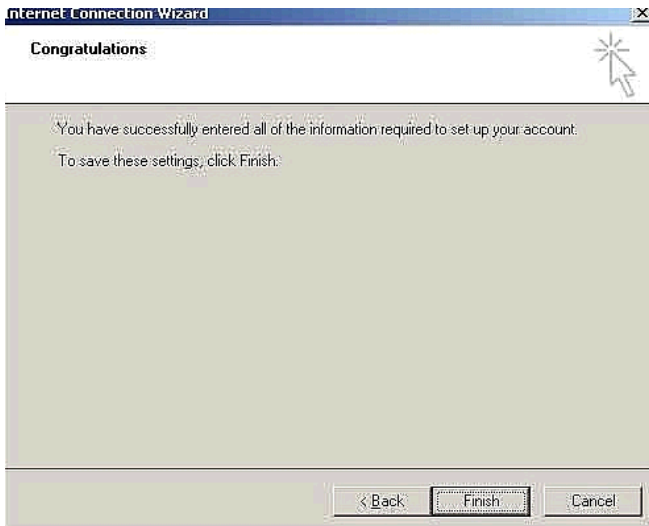 Internet Connection Wizard
Congratulations
You have successfully entered all of the information required to set up your account.
To save these settings, click Finish.
< Back
Finish
Cancel